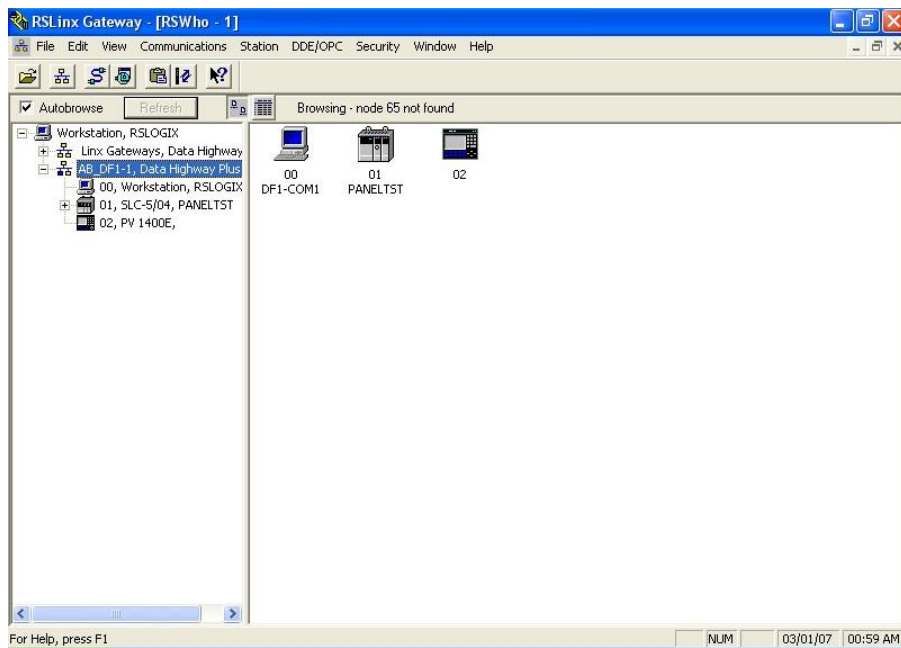 RSLinx Gateway - [RSWho - 1]
File Edit View Communications Station DDE/OPC Security Window Help
Autobrowse Refresh Browsing - node 65 not found
Workstation, RSLOGIX
Linx Gateways, Data Highway
AB_DF1-1, Data Highway Plus
00, Workstation, RSLOGIX
01, SLC-5/04, PANELTST
02, PV 1400E,
00 01 02
DF1-COM1 PANELTST
For Help, press F1 NUM 03/01/07 00:59 AM